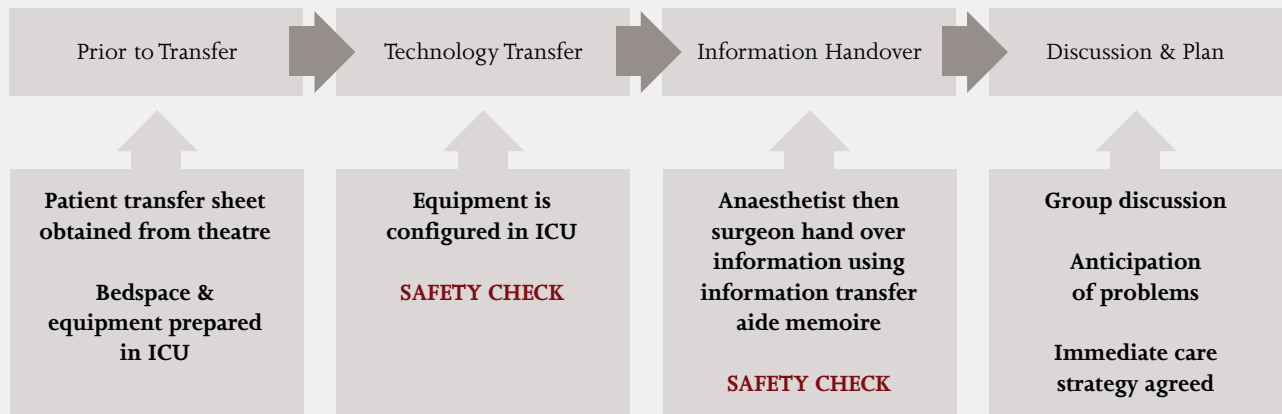 Prior to Transfer
Technology Transfer
Information Handover
Discussion & Plan
Patient transfer sheet
obtained from theatre
Bedspace &
equipment prepared
in ICU
Equipment is
configured in ICU
SAFETY CHECK
Anaesthetist then
surgeon hand over
information using
information transfer
aide memoire
SAFETY CHECK
Group discussion
Anticipation
of problems
Immediate care
strategy agreed